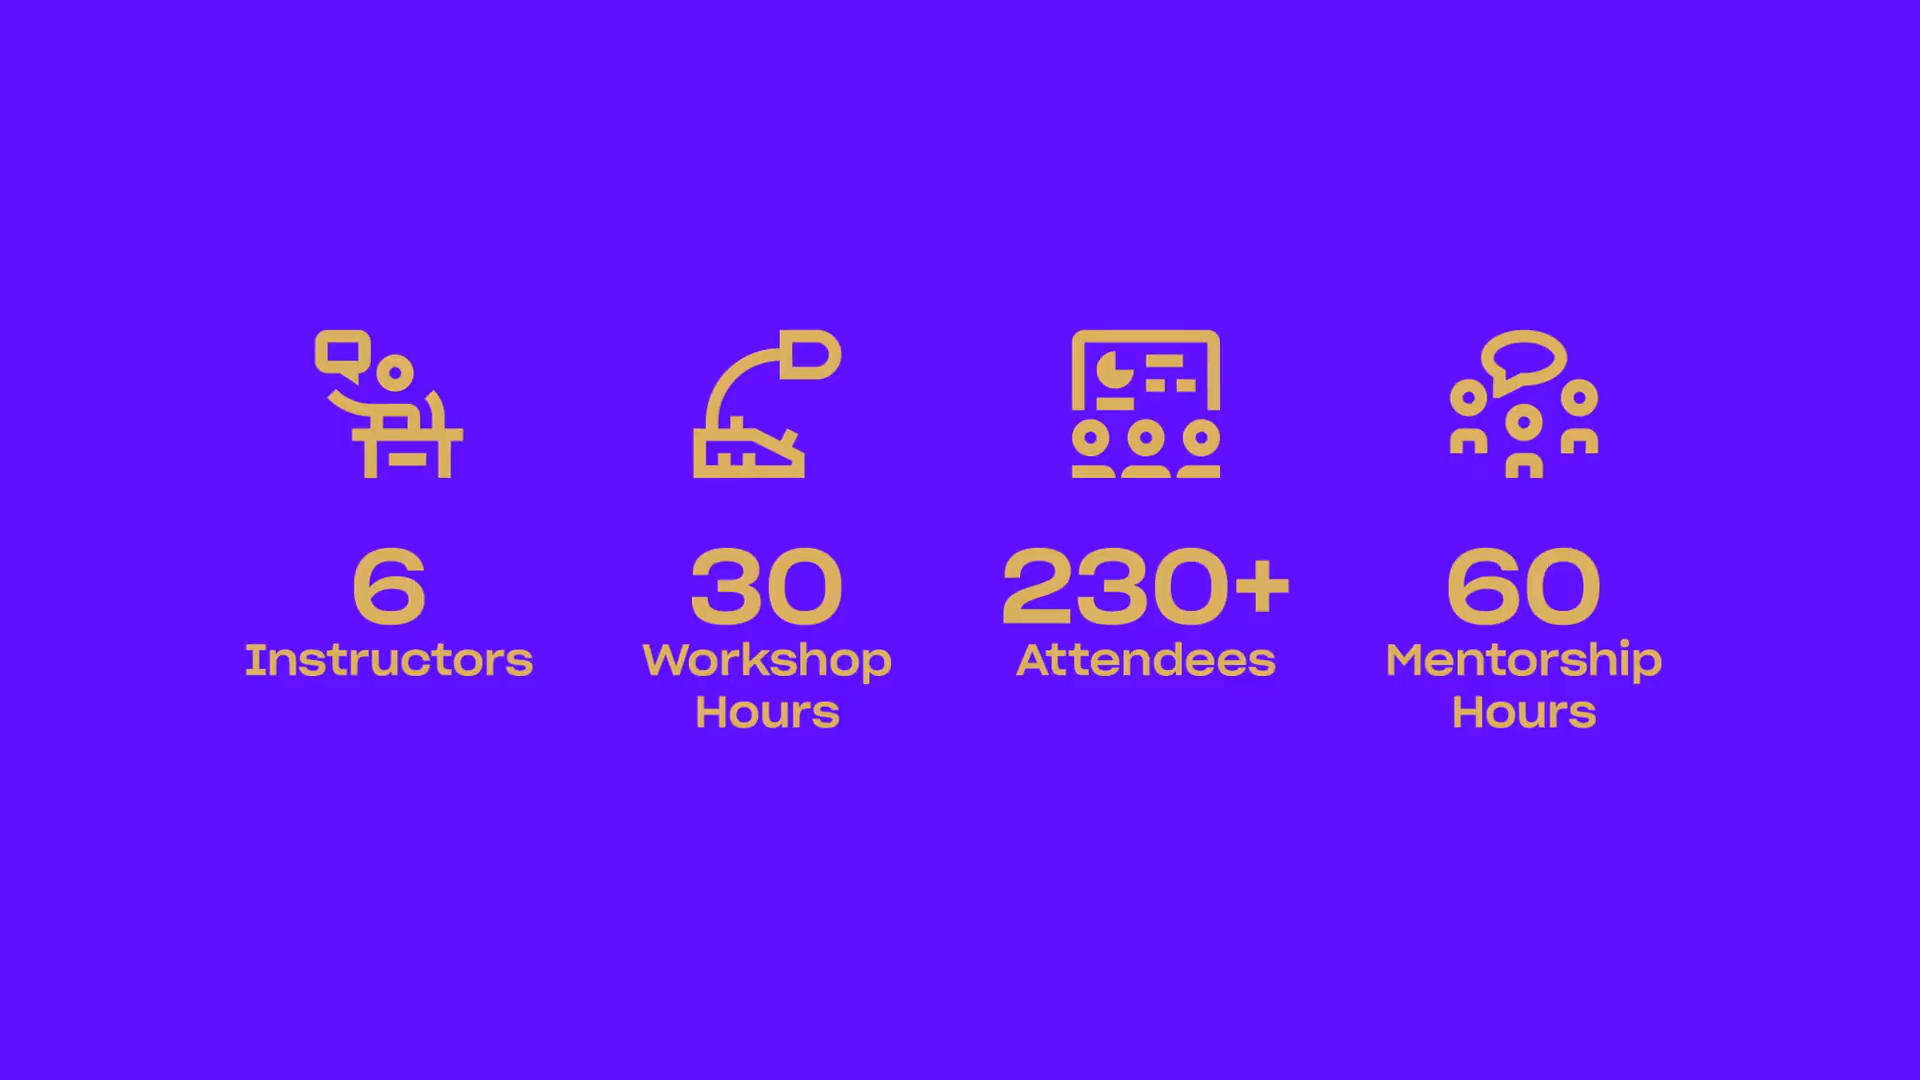 6
Instructors
30
Workshop
Hours
230+
Attendees
60
Mentorship
Hours